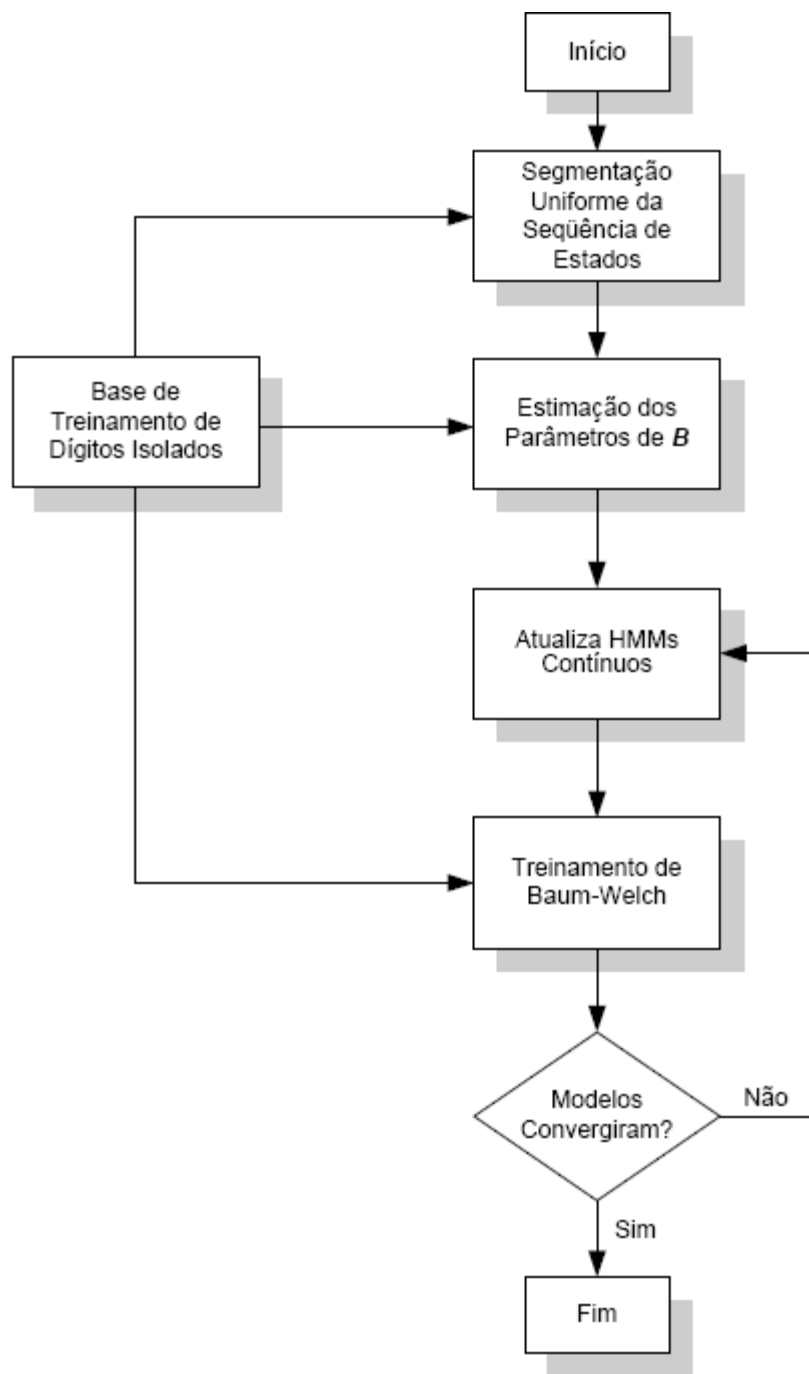 Início
Segmentação
Uniforme da
Seqüência de
Estados
Base de
Treinamento de
Dígitos Isolados
Estimação dos
Parâmetros de B
Atualiza HMMs
Contínuos
Treinamento de
Baum-Welch
Modelos
Convergiram?
Não
Sim
Fim